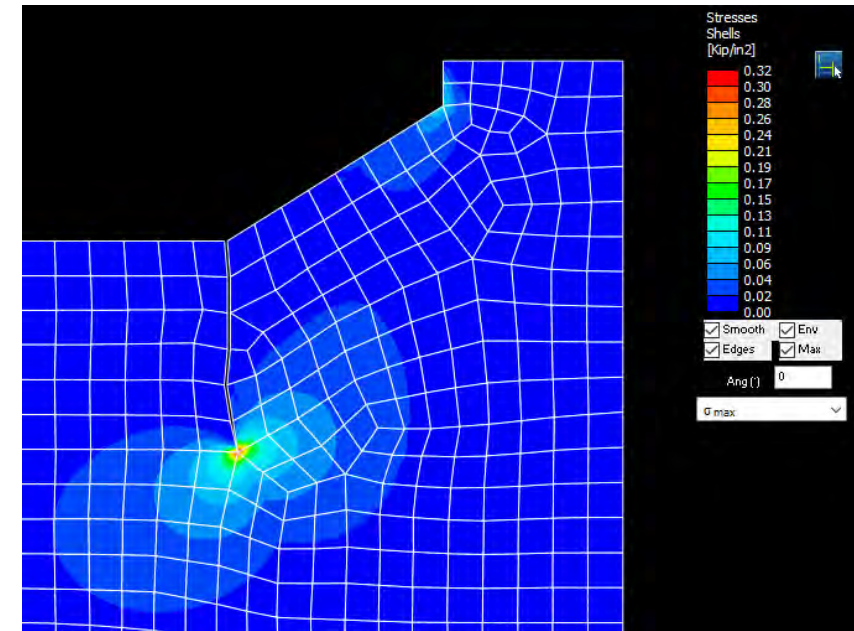 Stresses
Shells
[Kip/in2]
0.32
0.30
0.28
0.26
0.24
0.21
0.19
0.17
0.15
0.13
0.11
0.09
0.06
0.04
0.02
0.00
Smooth Env
Edges Max
Ang (°) 0
σ max